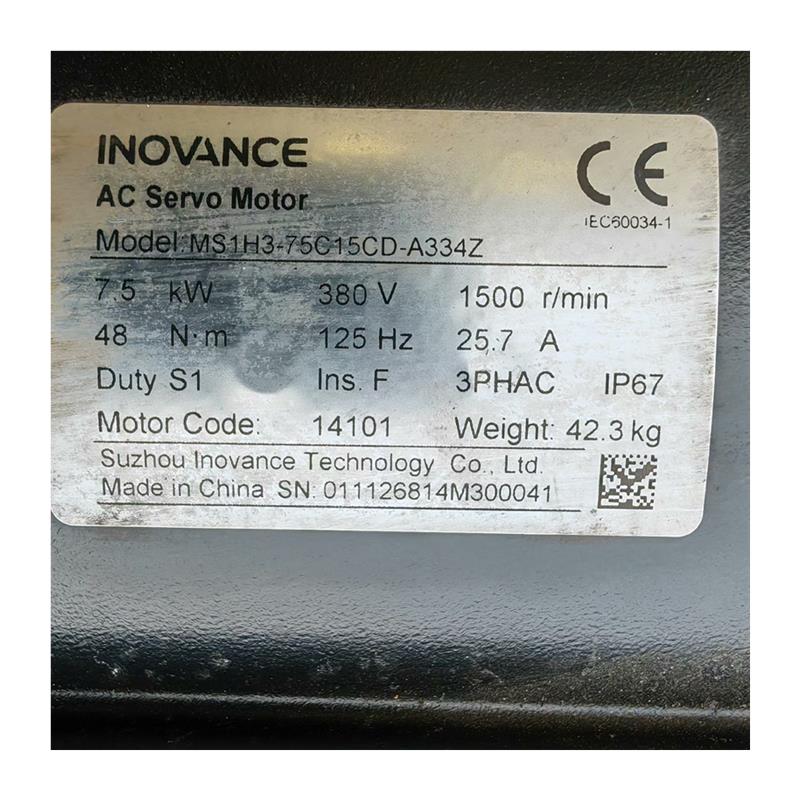 INOVANCE
CE
AC Servo Motor
IEC60034-1
Model: MS1H3-75C15CD-A334Z
7.5 kW 380 V 1500 r/min
48 N·m 125 Hz 25.7 A
Duty S1 Ins. F 3PHAC IP67
Motor Code: 14101 Weight: 42.3 kg
Suzhou Inovance Technology Co., Ltd.
Made in China SN: 011126814M300041